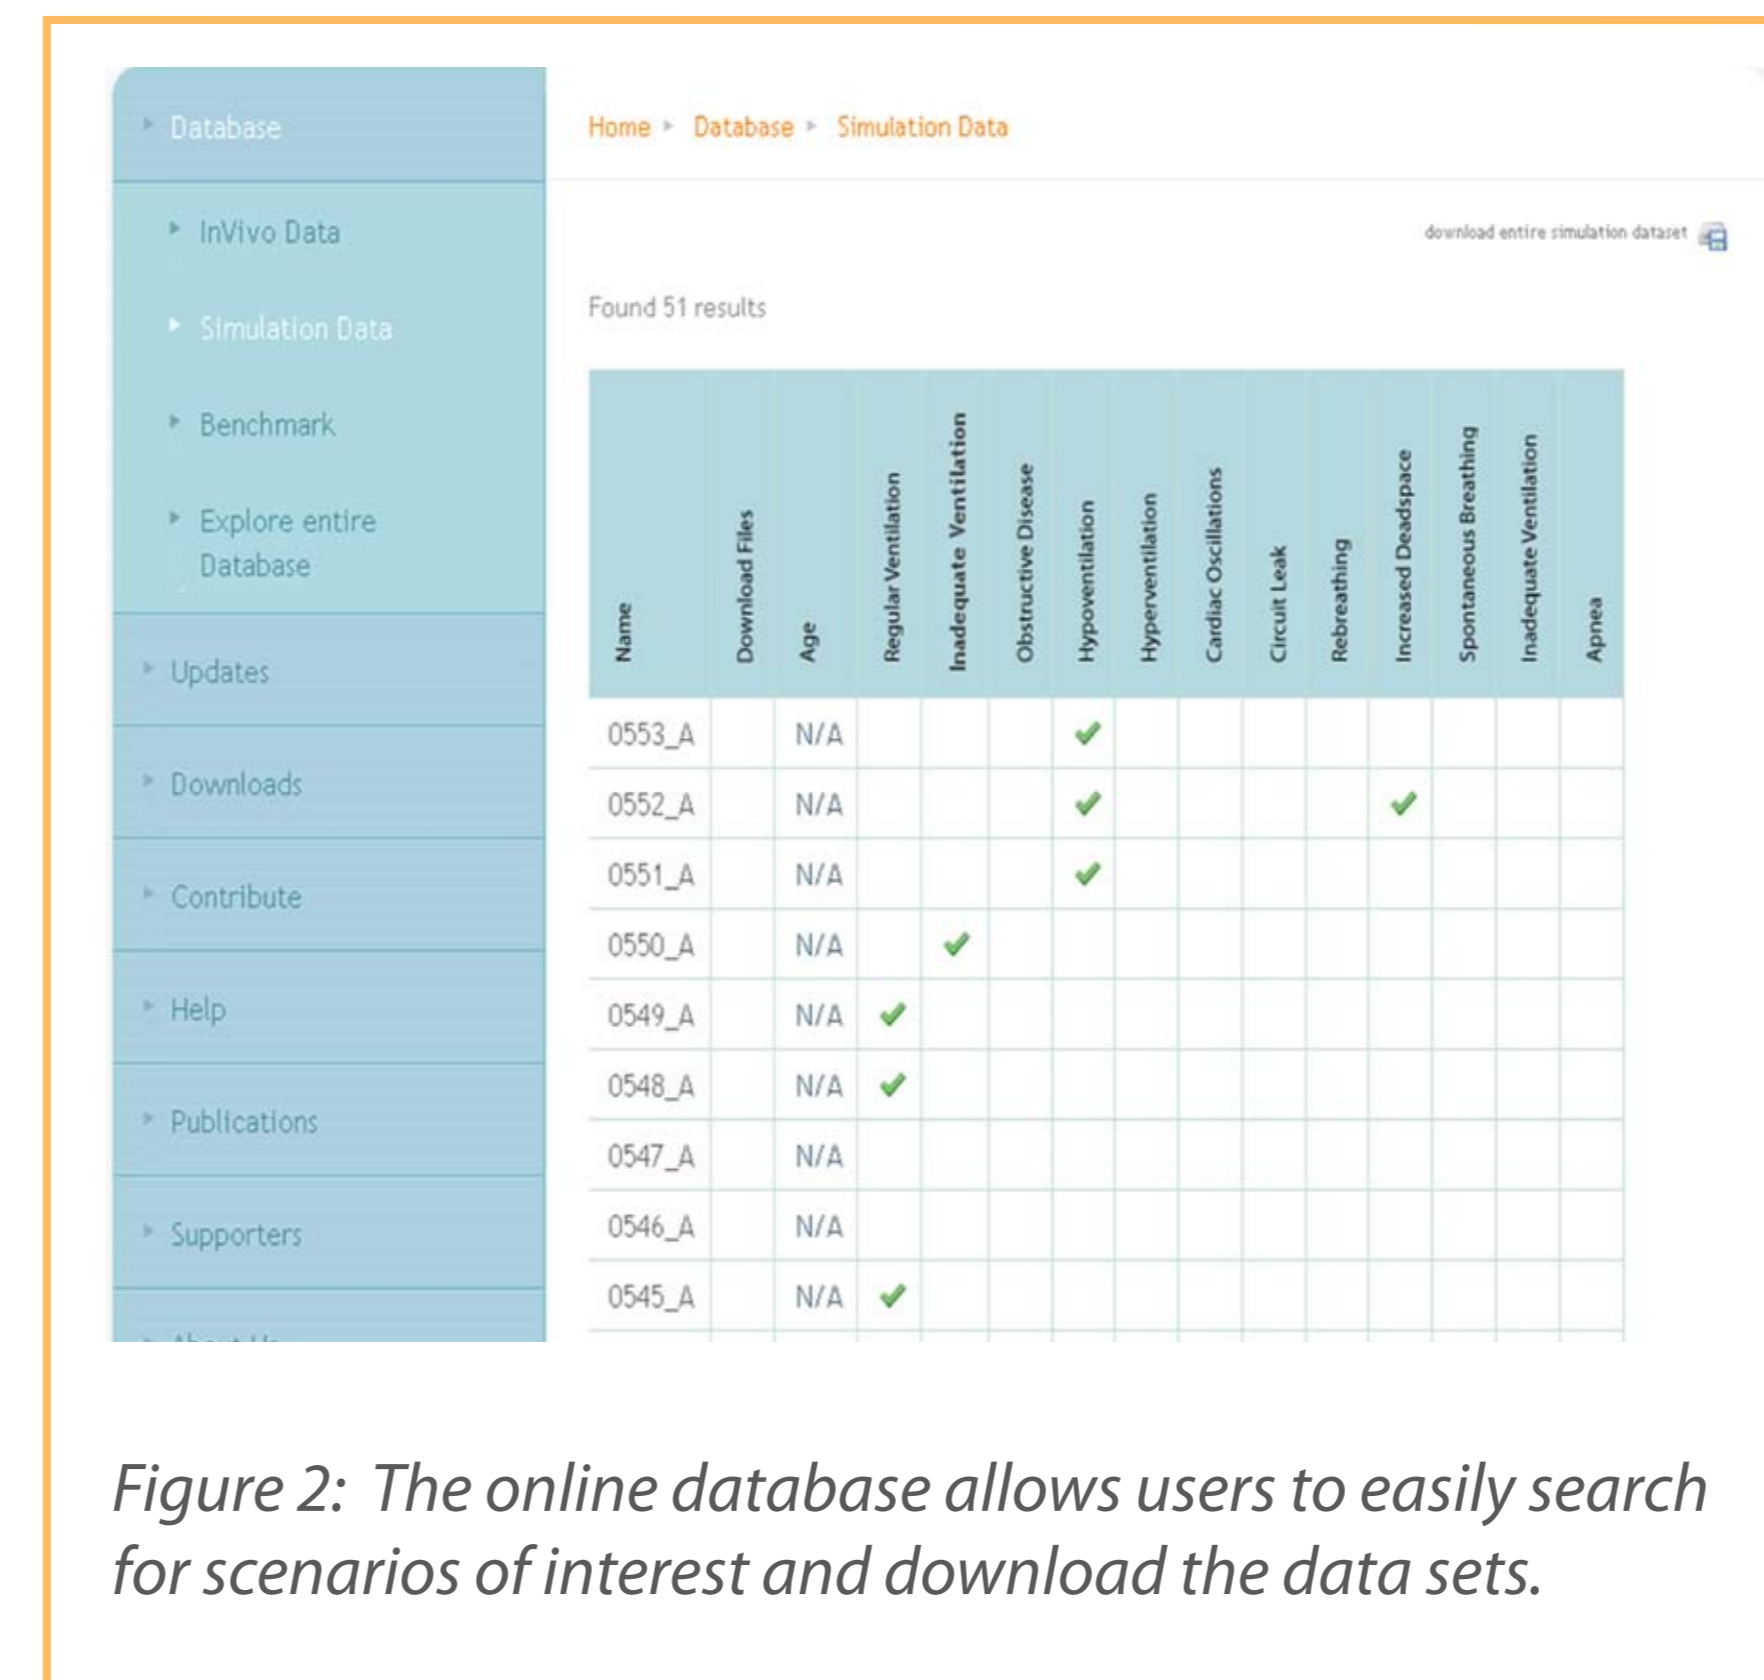 Database
InVivo Data
Simulation Data
Benchmark
Explore entire
Database
Updates
Downloads
Contribute
Help
Publications
Supporters
About Us
Home Database Simulation Data
download entire simulation dataset
Found 51 results
Name
Download Files
Age
Regular Ventilation
Inadequate Ventilation
Obstructive Disease
Hypoventilation
Hyperventilation
Cardiac Oscillations
Circuit Leak
Rebreathing
Increased Deadspace
Spontaneous Breathing
Inadequate Ventilation
Apnea
0553_A N/A
0552_A N/A
0551_A N/A
0550_A N/A
0549_A N/A
0548_A N/A
0547_A N/A
0546_A N/A
0545_A N/A
Figure 2: The online database allows users to easily search
for scenarios of interest and download the data sets.